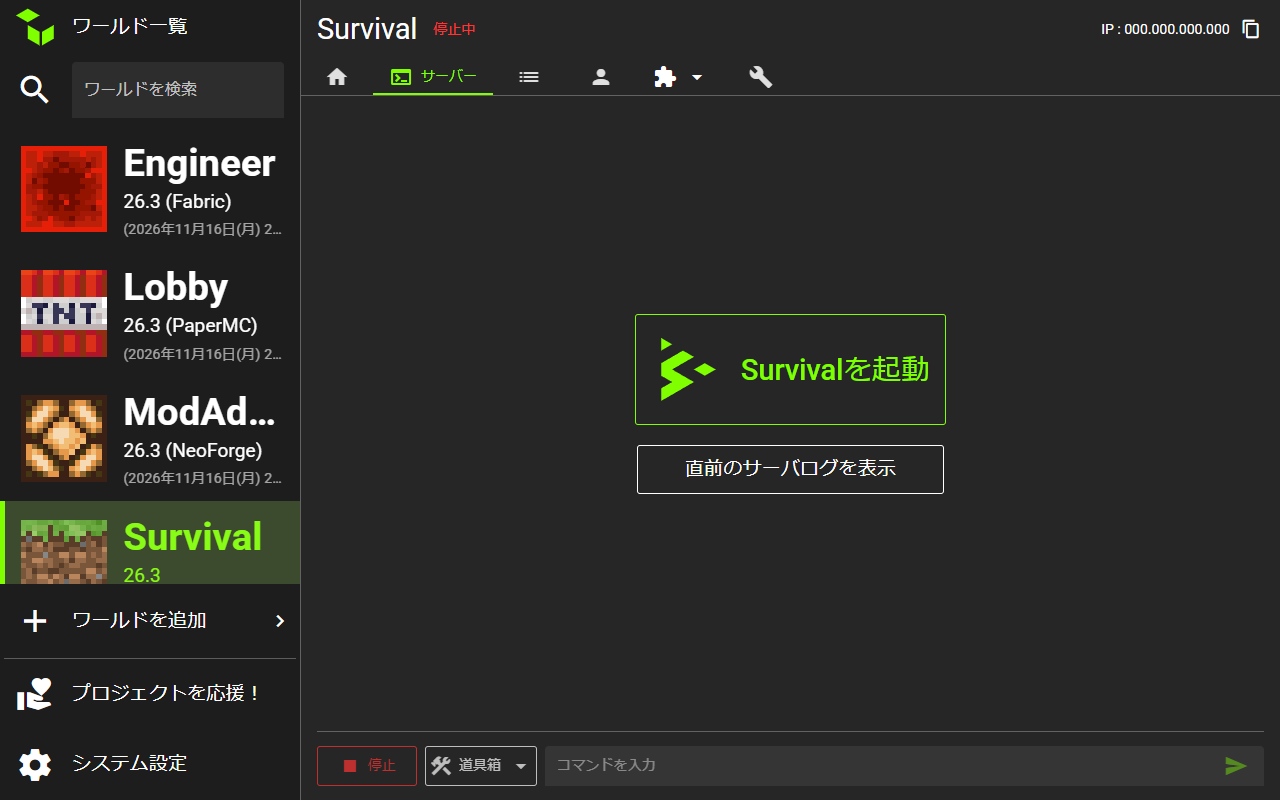 ワールド一覧
ワールドを検索
Engineer
26.3 (Fabric)
(2026年11月16日(月) 2...
Lobby
26.3 (PaperMC)
(2026年11月16日(月) 2...
ModAd...
26.3 (NeoForge)
(2026年11月16日(月) 2...
Survival
26.3
ワールドを追加
プロジェクトを応援！
システム設定
Survival 停止中
IP : 000.000.000.000
サーバー
Survivalを起動
直前のサーバログを表示
停止
道具箱
コマンドを入力
TNT